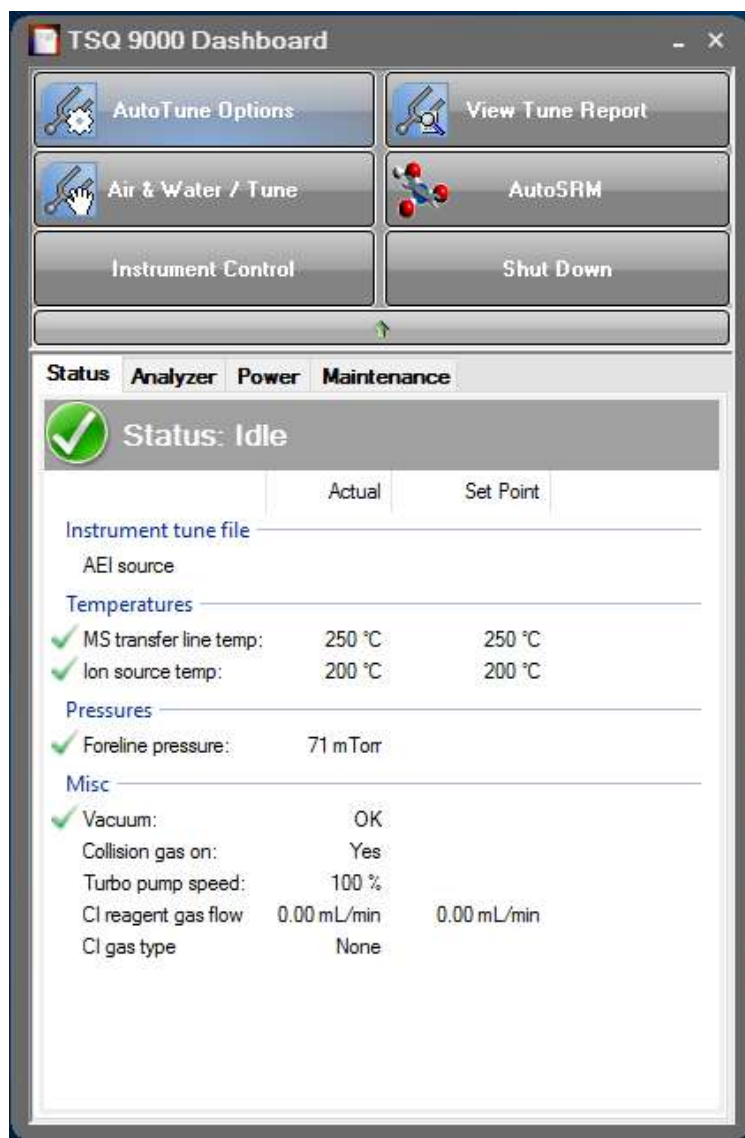 TSQ 9000 Dashboard
AutoTune Options
View Tune Report
Air & Water / Tune
AutoSRM
Instrument Control
Shut Down
Status Analyzer Power Maintenance
Status: Idle
Actual Set Point
Instrument tune file
AEI source
Temperatures
MS transfer line temp: 250 °C 250 °C
Ion source temp: 200 °C 200 °C
Pressures
Foreline pressure: 71 mTorr
Misc
Vacuum: OK
Collision gas on: Yes
Turbo pump speed: 100 %
CI reagent gas flow 0.00 mL/min 0.00 mL/min
CI gas type None